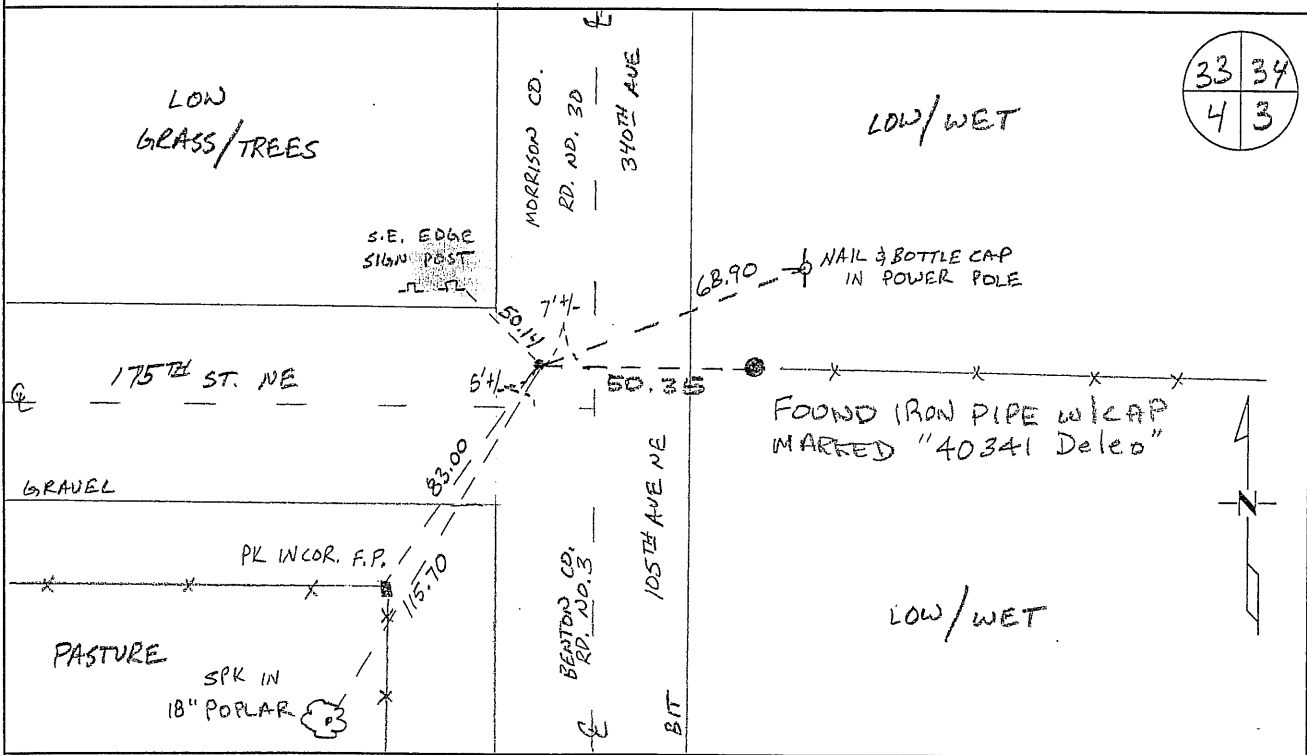 LOW
GRASS/TREES
MORRISON CO.
RD. NO. 30
340TH AVE
LOW/WET
33 34
4 3
S.E. EDGE
SIGN POST
50.14
7'+/-
68.90
NAIL & BOTTLE CAP
IN POWER POLE
℄
175TH ST. NE
5'+/-
50.35
FOUND IRON PIPE W/CAP
MARKED "40341 Deleo"
GRAVEL
83.00
115.70
PK IN COR. F.P.
N
PASTURE
SPK IN
18" POPLAR
P
BENTON CO.
RD. NO. 3
105TH AVE NE
BIT
LOW/WET
℄
℄